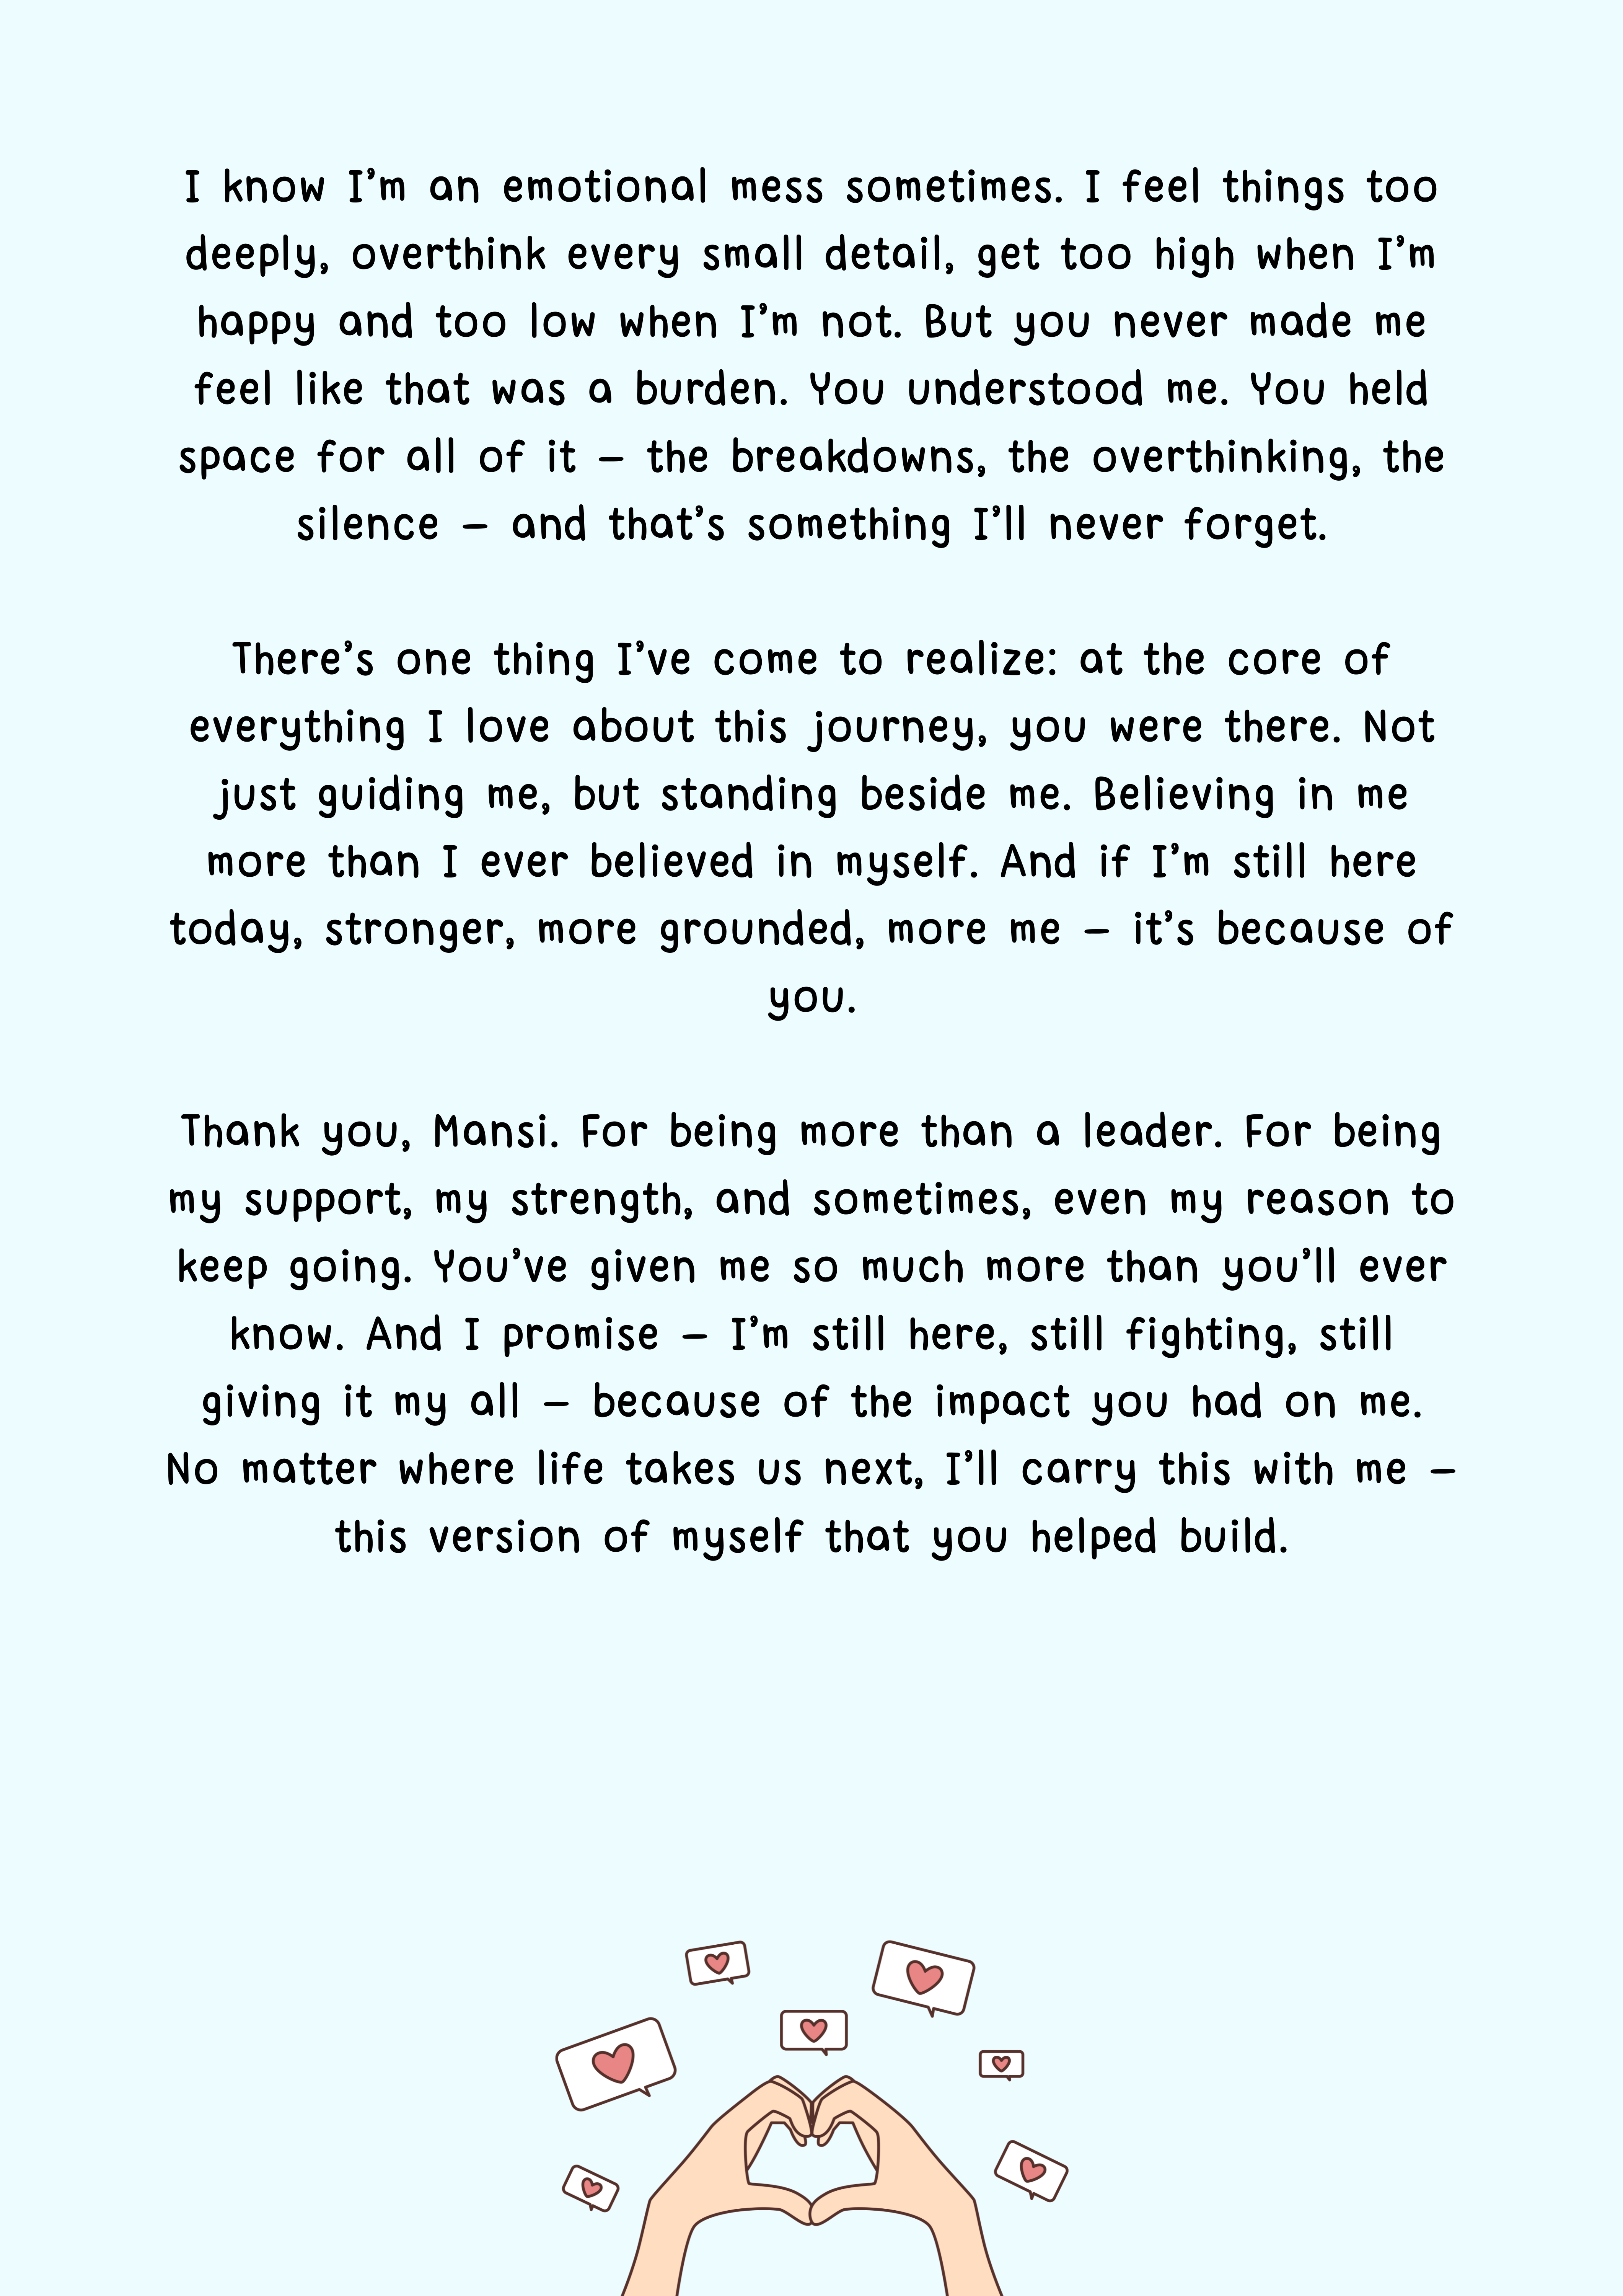 I know I’m an emotional mess sometimes. I feel things too
deeply, overthink every small detail, get too high when I’m
happy and too low when I’m not. But you never made me
feel like that was a burden. You understood me. You held
space for all of it – the breakdowns, the overthinking, the
silence – and that’s something I’ll never forget.
There’s one thing I’ve come to realize: at the core of
everything I love about this journey, you were there. Not
just guiding me, but standing beside me. Believing in me
more than I ever believed in myself. And if I’m still here
today, stronger, more grounded, more me – it’s because of
you.
Thank you, Mansi. For being more than a leader. For being
my support, my strength, and sometimes, even my reason to
keep going. You’ve given me so much more than you’ll ever
know. And I promise – I’m still here, still fighting, still
giving it my all – because of the impact you had on me.
No matter where life takes us next, I’ll carry this with me –
this version of myself that you helped build.